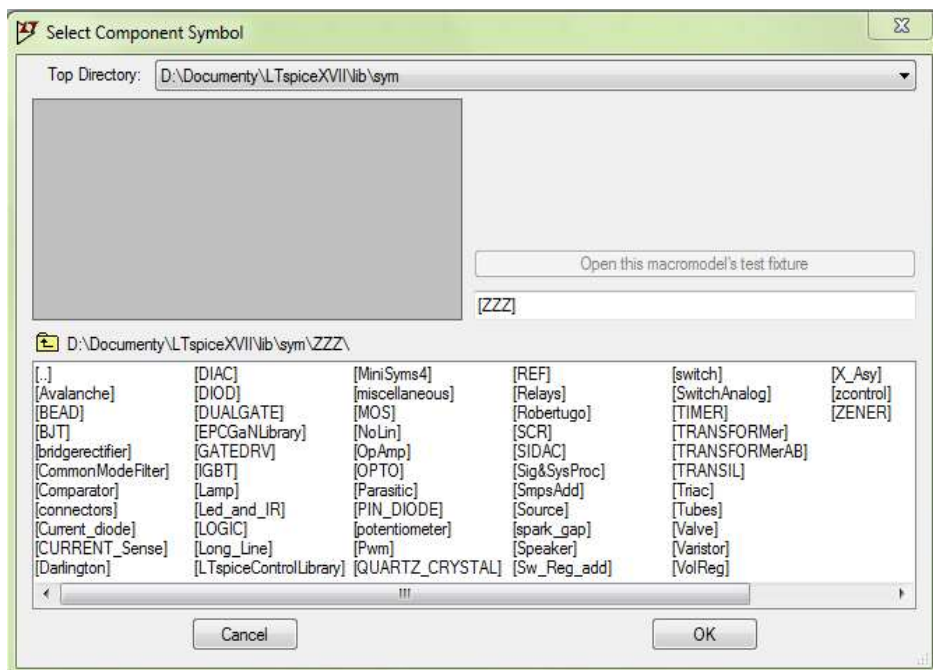 Select Component Symbol
Top Directory: D:\Documenty\LTspiceXVII\lib\sym
Open this macromodel's test fixture
[ZZZ]
D:\Documenty\LTspiceXVII\lib\sym\ZZZ\
[..] [DIAC] [MiniSyms4] [REF] [switch] [X_Asy]
[Avalanche] [DIOD] [miscellaneous] [Relays] [SwitchAnalog] [zcontrol]
[BEAD] [DUALGATE] [MOS] [Robertugo] [TIMER] [ZENER]
[BJT] [EPCGaNLibrary] [NoLin] [SCR] [TRANSFORMer]
[bridgerectifier] [GATEDRV] [OpAmp] [SIDAC] [TRANSFORMerAB]
[CommonModeFilter] [IGBT] [OPTO] [Sig&SysProc] [TRANSIL]
[Comparator] [Lamp] [Parasitic] [SmpsAdd] [Triac]
[connectors] [Led_and_IR] [PIN_DIODE] [Source] [Tubes]
[Current_diode] [LOGIC] [potentiometer] [spark_gap] [Valve]
[CURRENT_Sense] [Long_Line] [Pwm] [Speaker] [Varistor]
[Darlington] [LTspiceControlLibrary] [QUARTZ_CRYSTAL] [Sw_Reg_add] [VolReg]
Cancel OK